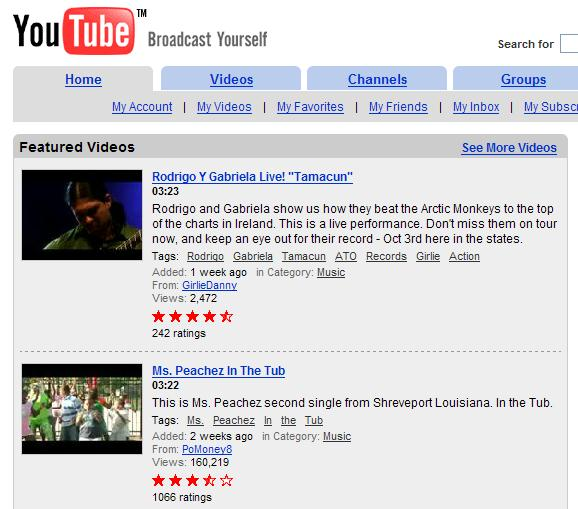 YouTube™ Broadcast Yourself
Search for
Home Videos Channels Groups
My Account | My Videos | My Favorites | My Friends | My Inbox | My Subscr
Featured Videos See More Videos
Rodrigo Y Gabriela Live! "Tamacun"
03:23
Rodrigo and Gabriela show us how they beat the Arctic Monkeys to the top
of the charts in Ireland. This is a live performance. Don't miss them on tour
now, and keep an eye out for their record - Oct 3rd here in the states.
Tags: Rodrigo Gabriela Tamacun ATO Records Girlie Action
Added: 1 week ago in Category: Music
From: GirlieDanny
Views: 2,472
242 ratings
Ms. Peachez In The Tub
03:22
This is Ms. Peachez second single from Shreveport Louisiana. In the Tub.
Tags: Ms. Peachez In the Tub
Added: 2 weeks ago in Category: Music
From: PoMoney8
Views: 160,219
1066 ratings